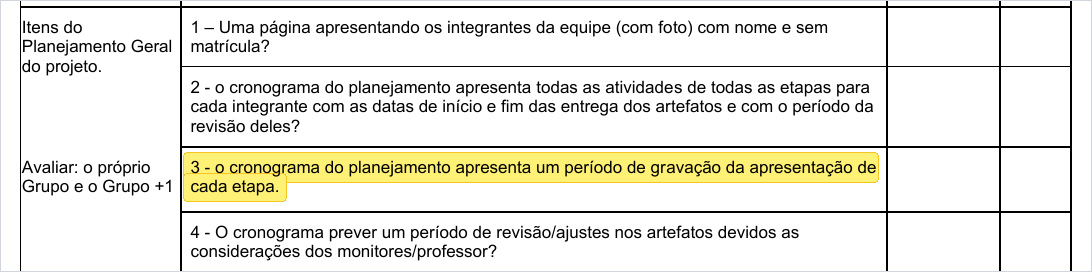 Itens do
Planejamento Geral
do projeto.
1 – Uma página apresentando os integrantes da equipe (com foto) com nome e sem
matrícula?
2 - o cronograma do planejamento apresenta todas as atividades de todas as etapas para
cada integrante com as datas de início e fim das entrega dos artefatos e com o período da
revisão deles?
Avaliar: o próprio
Grupo e o Grupo +1
3 - o cronograma do planejamento apresenta um período de gravação da apresentação de
cada etapa.
4 - O cronograma prever um período de revisão/ajustes nos artefatos devidos as
considerações dos monitores/professor?